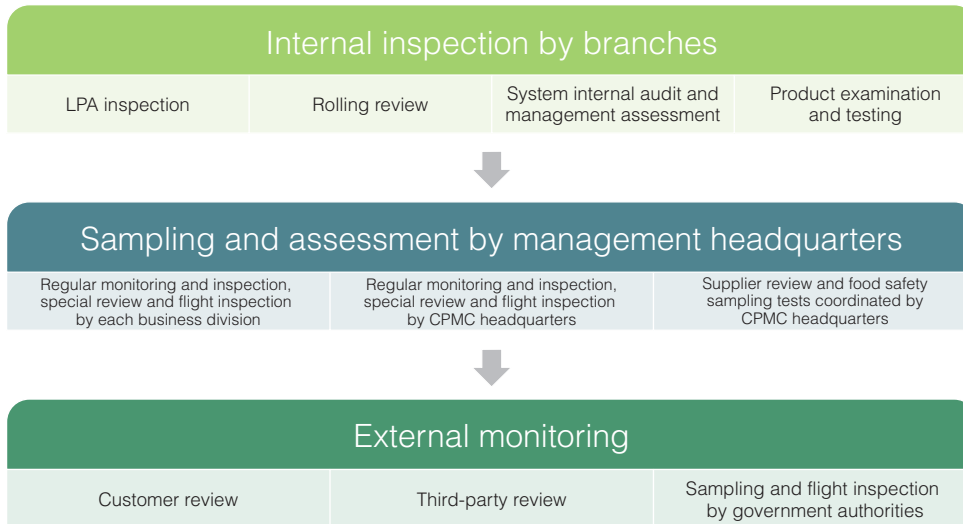 Internal inspection by branches
LPA inspection
Rolling review
System internal audit and
management assessment
Product examination
and testing
Sampling and assessment by management headquarters
Regular monitoring and inspection,
special review and flight inspection
by each business division
Regular monitoring and inspection,
special review and flight inspection
by CPMC headquarters
Supplier review and food safety
sampling tests coordinated by
CPMC headquarters
External monitoring
Customer review
Third-party review
Sampling and flight inspection
by government authorities